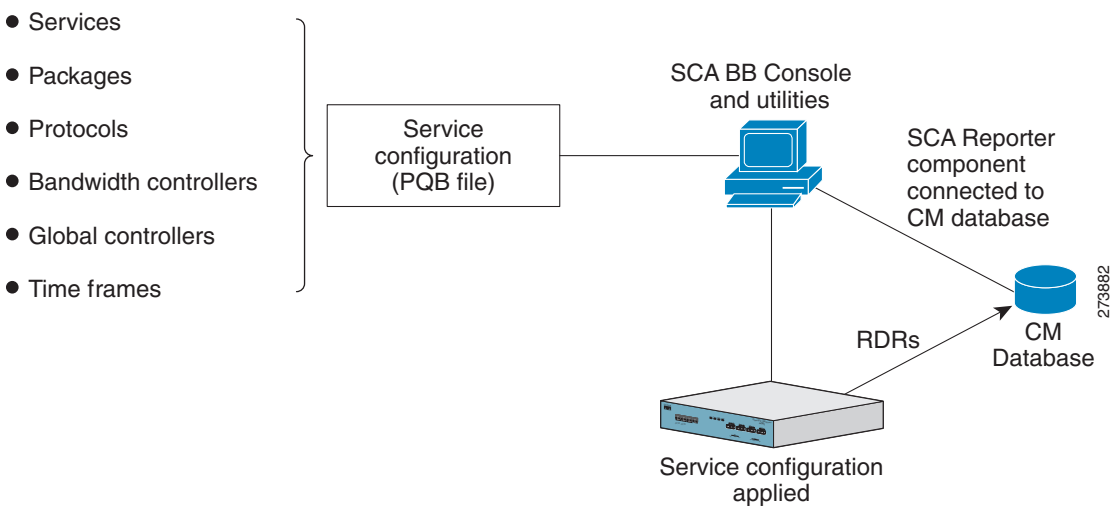 Services
Packages
Protocols
Bandwidth controllers
Global controllers
Time frames
Service
configuration
(PQB file)
SCA BB Console
and utilities
SCA Reporter
component
connected to
CM database
RDRs
CM
Database
273882
Service configuration
applied